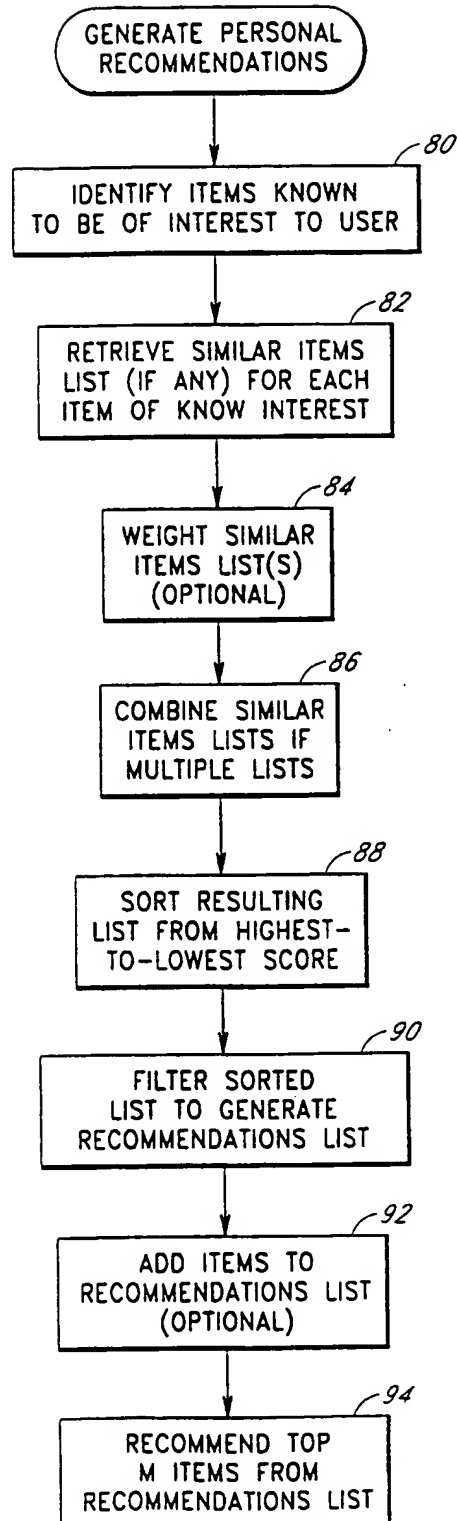 GENERATE PERSONAL
RECOMMENDATIONS
80
IDENTIFY ITEMS KNOWN
TO BE OF INTEREST TO USER
82
RETRIEVE SIMILAR ITEMS
LIST (IF ANY) FOR EACH
ITEM OF KNOW INTEREST
84
WEIGHT SIMILAR
ITEMS LIST(S)
(OPTIONAL)
86
COMBINE SIMILAR
ITEMS LISTS IF
MULTIPLE LISTS
88
SORT RESULTING
LIST FROM HIGHEST-
TO-LOWEST SCORE
90
FILTER SORTED
LIST TO GENERATE
RECOMMENDATIONS LIST
92
ADD ITEMS TO
RECOMMENDATIONS LIST
(OPTIONAL)
94
RECOMMEND TOP
M ITEMS FROM
RECOMMENDATIONS LIST